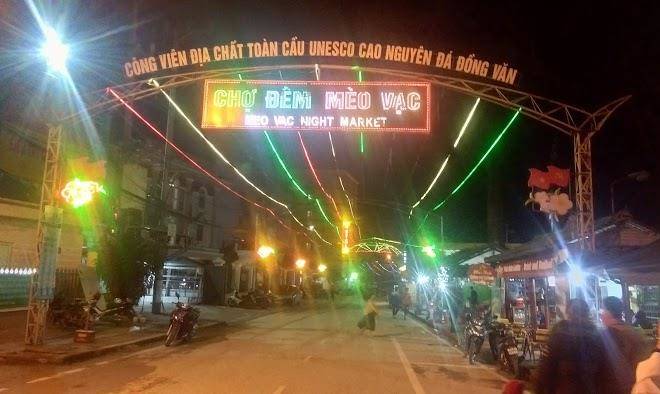 CÔNG VIÊN ĐỊA CHẤT TOÀN CẦU UNESCO CAO NGUYÊN ĐÁ ĐỒNG VĂN
CHỢ ĐÊM MÈO VẠC
MEO VAC NIGHT MARKET